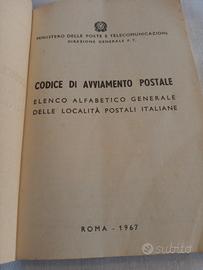 MINISTERO DELLE POSTE E TELECOMUNICAZIONI
DIREZIONE GENERALE P. T.
CODICE DI AVVIAMENTO POSTALE
ELENCO ALFABETICO GENERALE
DELLE LOCALITÀ POSTALI ITALIANE
ROMA - 1967
subito